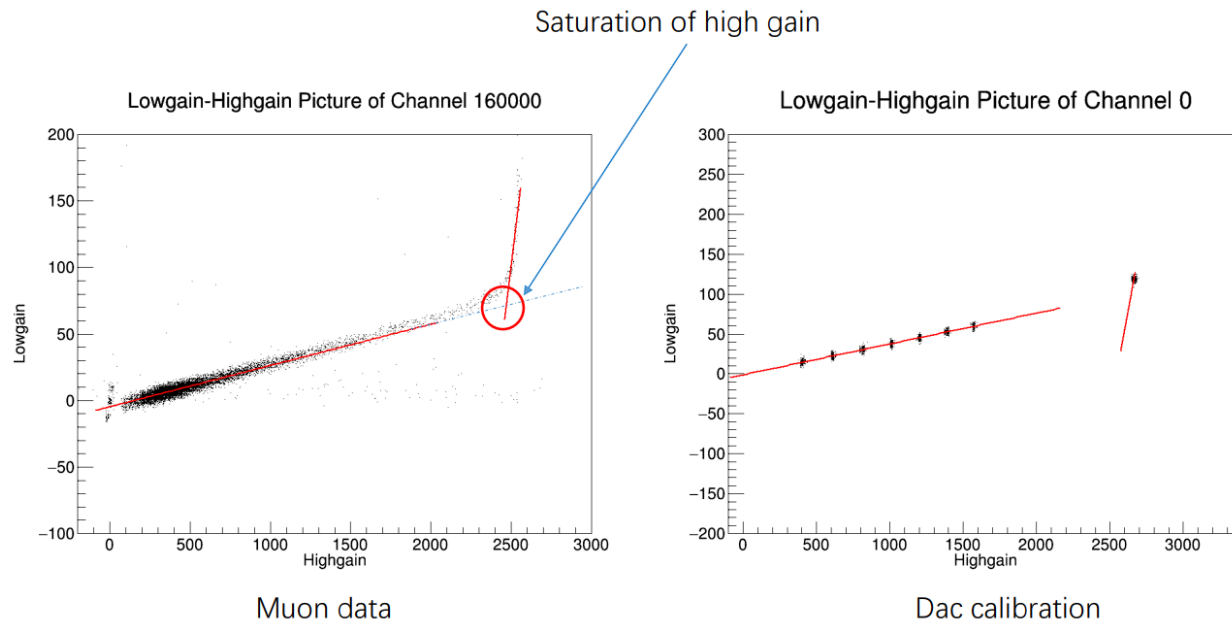 Saturation of high gain
Lowgain-Highgain Picture of Channel 160000
Lowgain
200
150
100
50
0
−50
−100
0 500 1000 1500 2000 2500 3000
Highgain
Muon data
Lowgain-Highgain Picture of Channel 0
Lowgain
300
250
200
150
100
50
0
−50
−100
−150
−200
0 500 1000 1500 2000 2500 3000
Highgain
Dac calibration